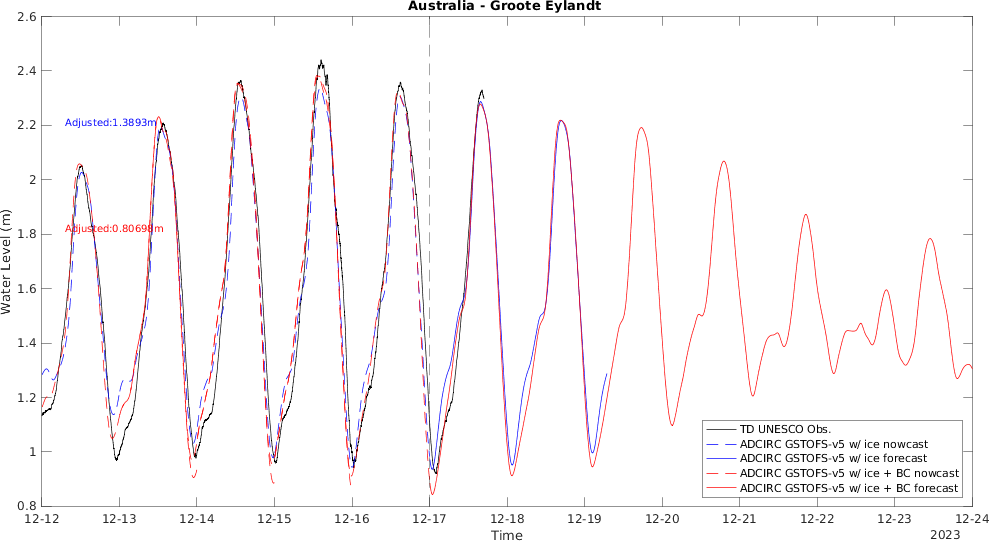 Australia - Groote Eylandt
2.6
2.4
2.2
2
1.8
1.6
1.4
1.2
1
0.8
Water Level (m)
Adjusted:1.3893m
Adjusted:0.80698m
TD UNESCO Obs.
ADCIRC GSTOFS-v5 w/ ice nowcast
ADCIRC GSTOFS-v5 w/ ice forecast
ADCIRC GSTOFS-v5 w/ ice + BC nowcast
ADCIRC GSTOFS-v5 w/ ice + BC forecast
12-12 12-13 12-14 12-15 12-16 12-17 12-18 12-19 12-20 12-21 12-22 12-23 12-24
Time
2023